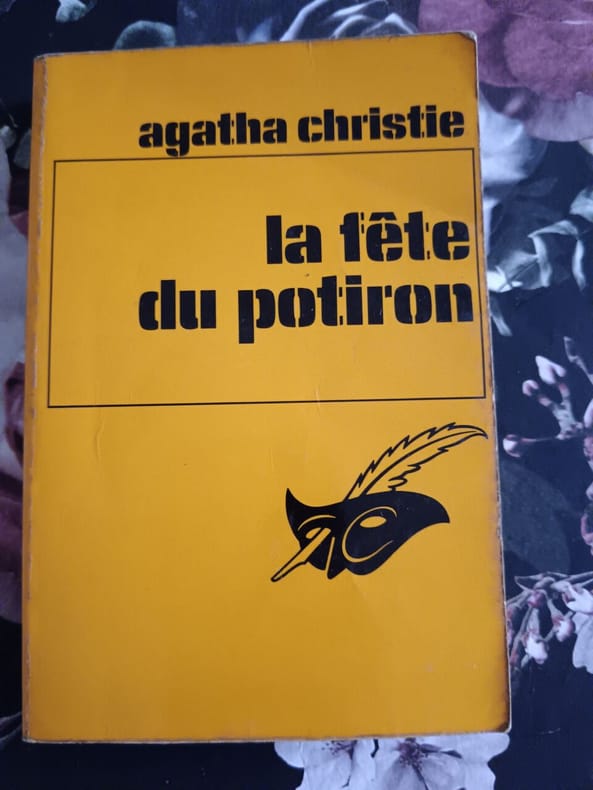 agatha christie
la fête
du potiron